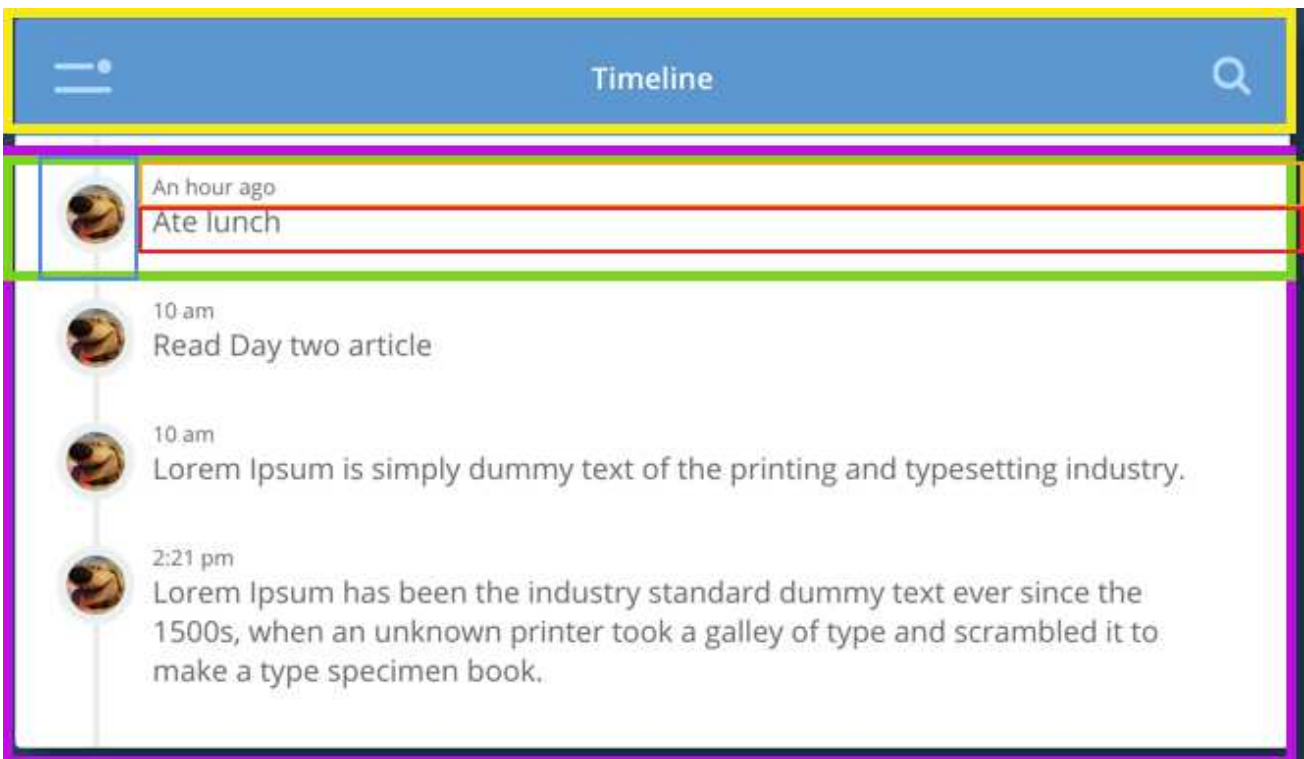 Timeline
An hour ago
Ate lunch
10 am
Read Day two article
10 am
Lorem Ipsum is simply dummy text of the printing and typesetting industry.
2:21 pm
Lorem Ipsum has been the industry standard dummy text ever since the
1500s, when an unknown printer took a galley of type and scrambled it to
make a type specimen book.